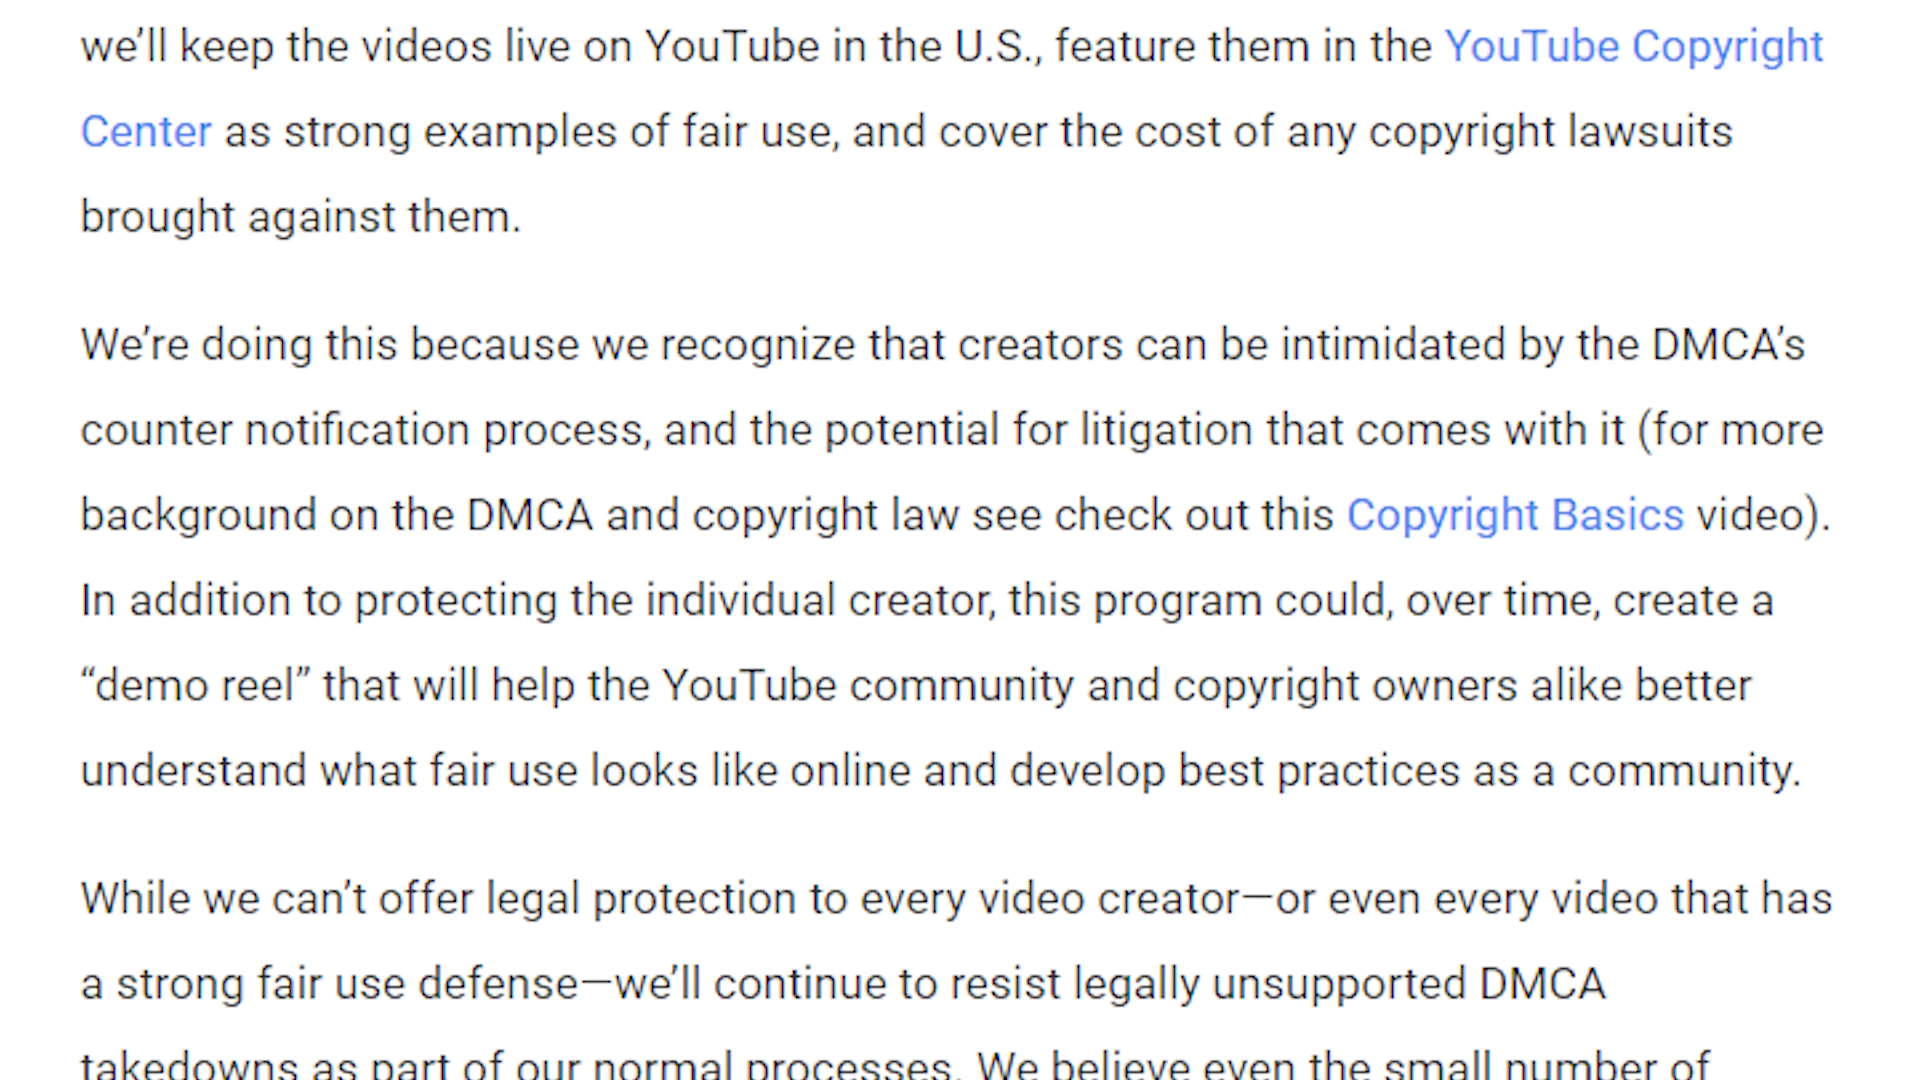 we’ll keep the videos live on YouTube in the U.S., feature them in the YouTube Copyright
Center as strong examples of fair use, and cover the cost of any copyright lawsuits
brought against them.
We’re doing this because we recognize that creators can be intimidated by the DMCA’s
counter notification process, and the potential for litigation that comes with it (for more
background on the DMCA and copyright law see check out this Copyright Basics video).
In addition to protecting the individual creator, this program could, over time, create a
“demo reel” that will help the YouTube community and copyright owners alike better
understand what fair use looks like online and develop best practices as a community.
While we can’t offer legal protection to every video creator—or even every video that has
a strong fair use defense—we’ll continue to resist legally unsupported DMCA
takedowns as part of our normal processes. We believe even the small number of